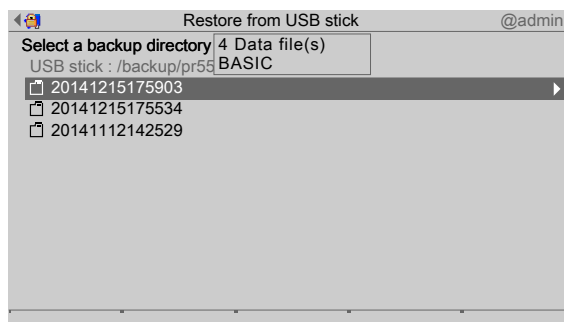 Restore from USB stick @admin
Select a backup directory
4 Data file(s)
USB stick : /backup/pr55
BASIC
20141215175903
20141215175534
20141112142529